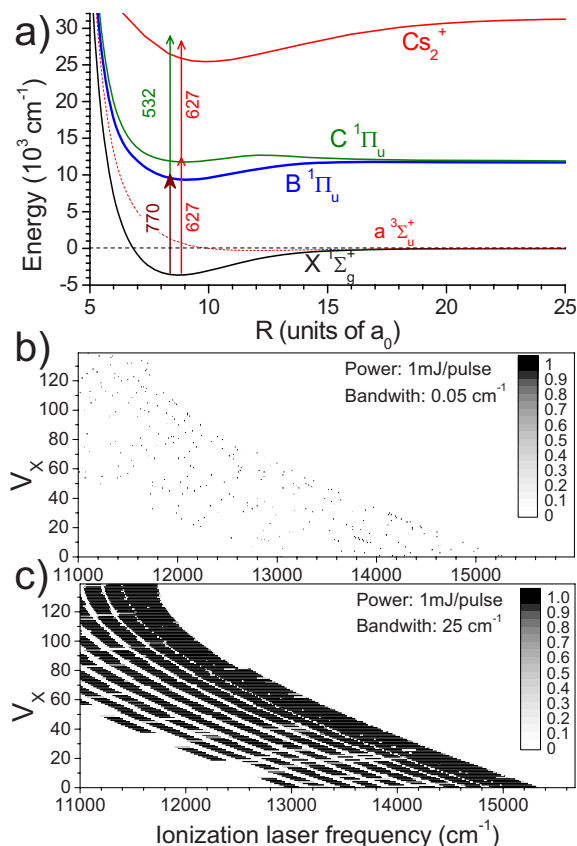 a)
30
25
20
15
10
5
0
-5
Energy (10³ cm⁻¹)
Cs₂⁺
532
627
C ¹Πᵤ
B ¹Πᵤ
770
627
a ³Σᵤ⁺
X ¹Σg⁺
5 10 15 20 25
R (units of a₀)
b)
Power: 1mJ/pulse
Bandwith: 0.05 cm⁻¹
1
0.9
0.8
0.7
0.6
0.5
0.4
0.3
0.2
0.1
0
120
100
80
60
40
20
0
Vₓ
11000 12000 13000 14000 15000
c)
Power: 1mJ/pulse
Bandwith: 25 cm⁻¹
1.0
0.9
0.8
0.7
0.6
0.5
0.4
0.3
0.2
0.1
0
120
100
80
60
40
20
0
Vₓ
11000 12000 13000 14000 15000
Ionization laser frequency (cm⁻¹)